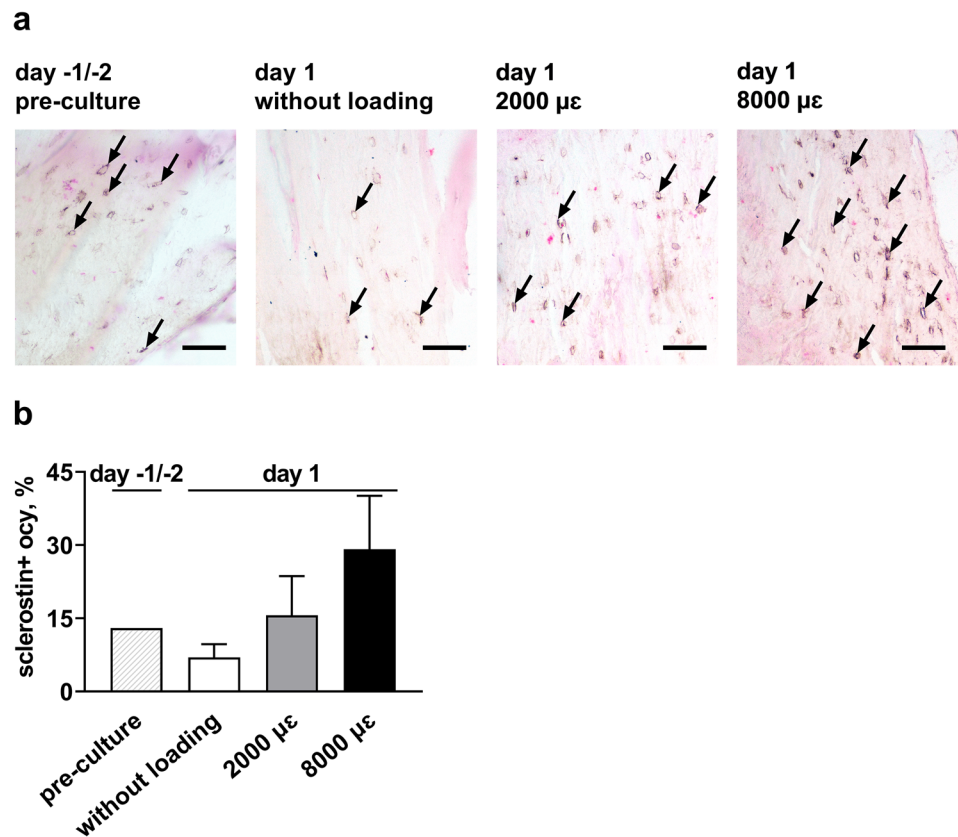 a
day -1/-2
pre-culture
day 1
without loading
day 1
2000 µε
day 1
8000 µε
b
sclerostin+ ocy, %
45
30
15
0
day -1/-2
day 1
pre-culture
without loading
2000 µε
8000 µε